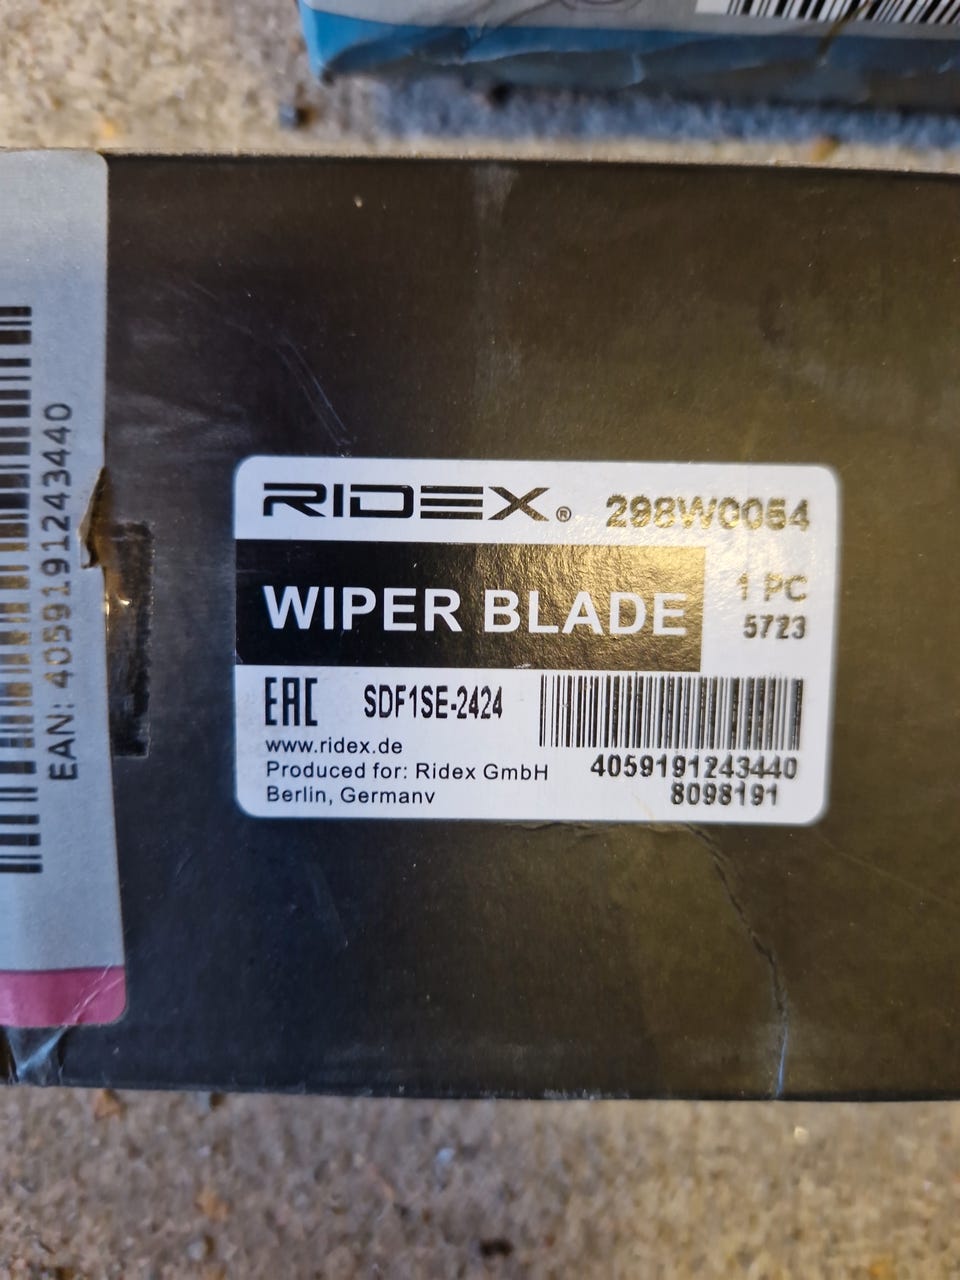 EAN: 4059191243440
RIDEX®
298W0054
WIPER BLADE
1 PC
5723
EAC
SDF1SE-2424
www.ridex.de
Produced for: Ridex GmbH
Berlin, Germany
4059191243440
8098191